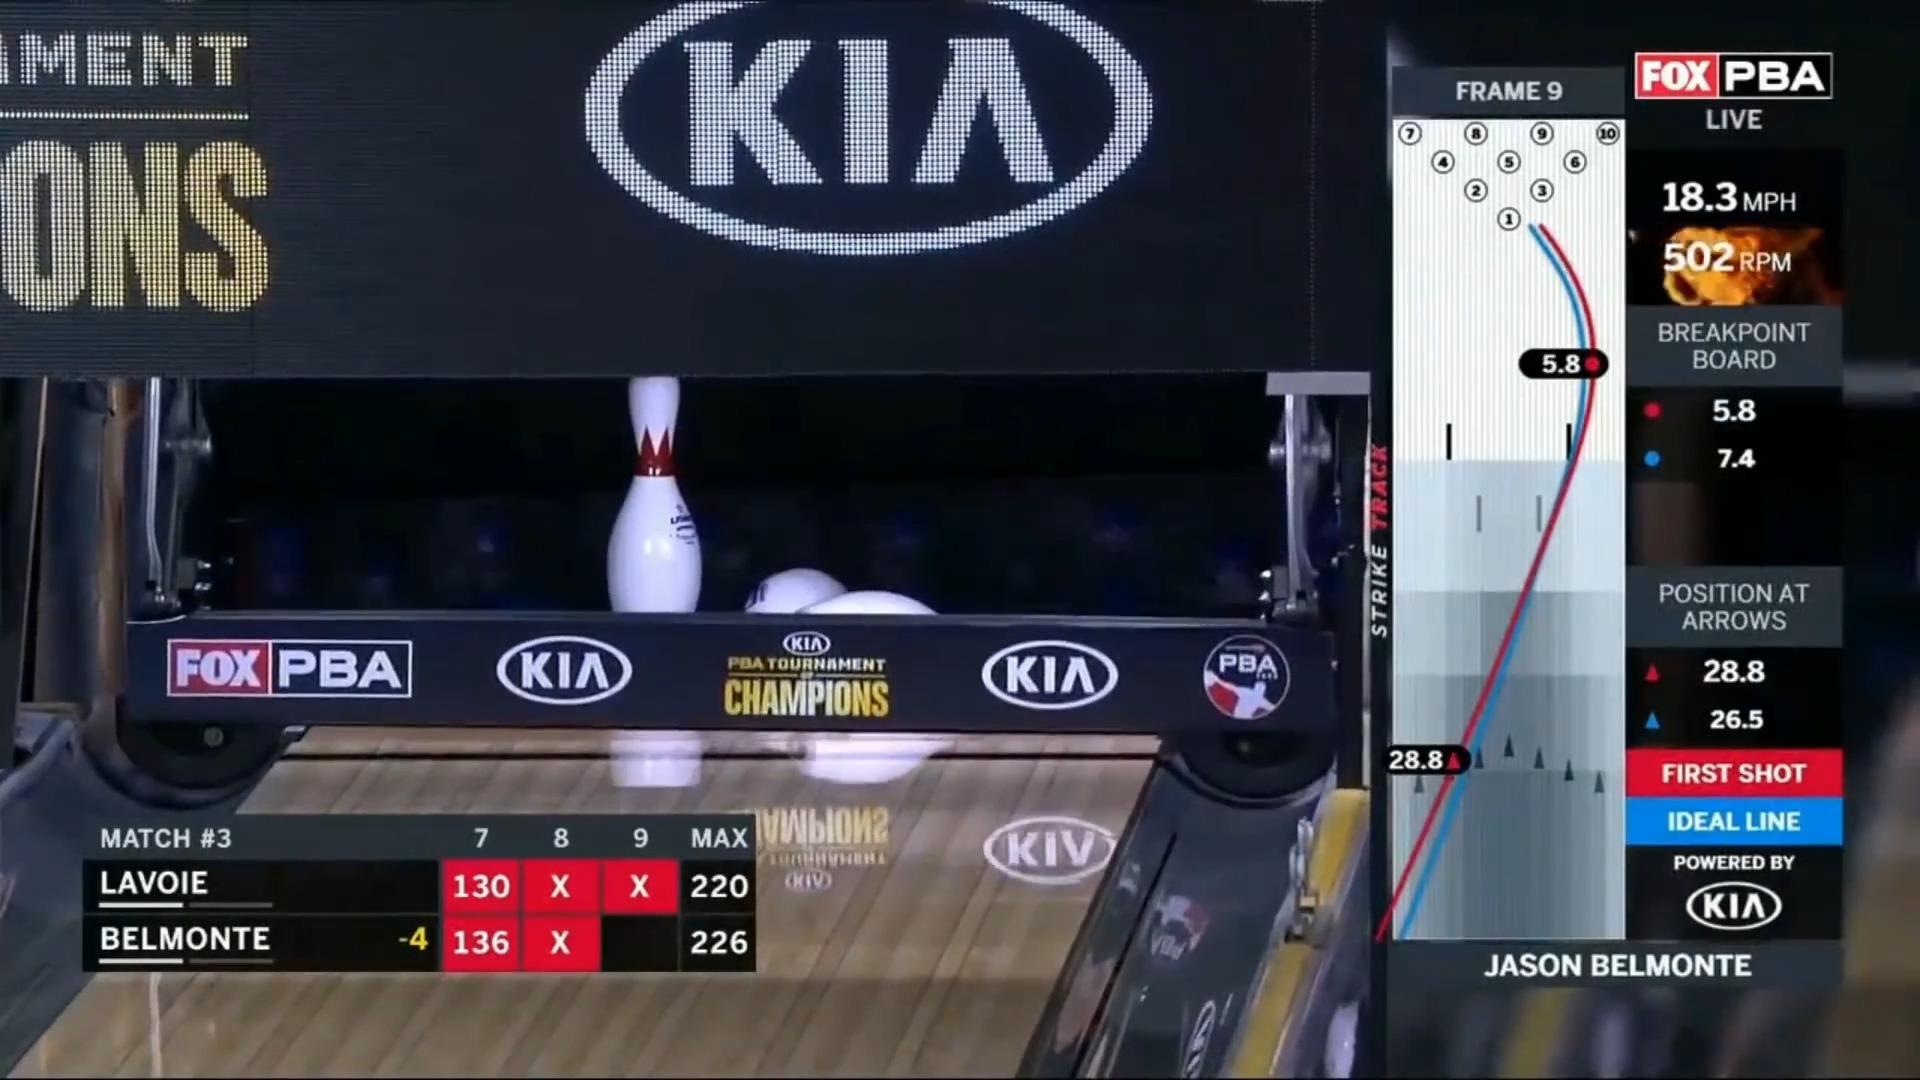 MENT
IONS
KIA
FOX PBA
KIA
KIA
PBA TOURNAMENT
CHAMPIONS
KIA
PBA
KIA
MATCH #3 7 8 9 MAX
LAVOIE 130 X X 220
BELMONTE -4 136 X 226
STRIKE TRACK
FRAME 9
7 8 9 10
4 5 6
2 3
1
5.8
28.8
FOX PBA
LIVE
18.3 MPH
502 RPM
BREAKPOINT
BOARD
5.8
7.4
POSITION AT
ARROWS
28.8
26.5
FIRST SHOT
IDEAL LINE
POWERED BY
KIA
JASON BELMONTE